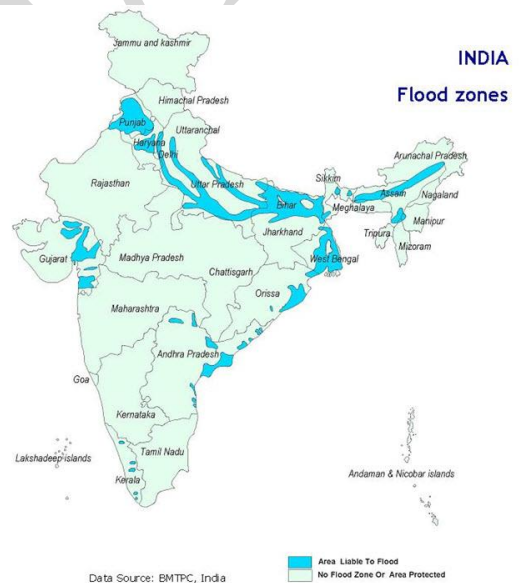 Jammu and kashmir
INDIA
Flood zones
Himachal Pradesh
Punjab
Uttaranchal
Haryana
Delhi
Arunachal Pradesh
Sikkim
Rajasthan
Uttar Pradesh
Assam
Nagaland
Bihar
Meghalaya
Manipur
Tripura
Jharkhand
Mizoram
Gujarat
Madhya Pradesh
West Bengal
Chattisgarh
Orissa
Maharashtra
Andhra Pradesh
Goa
Kernataka
Tamil Nadu
Lakshadeep islands
Kerala
Andaman & Nicobar islands
Area Liable To Flood
No Flood Zone Or Area Protected
Data Source: BMTPC, India